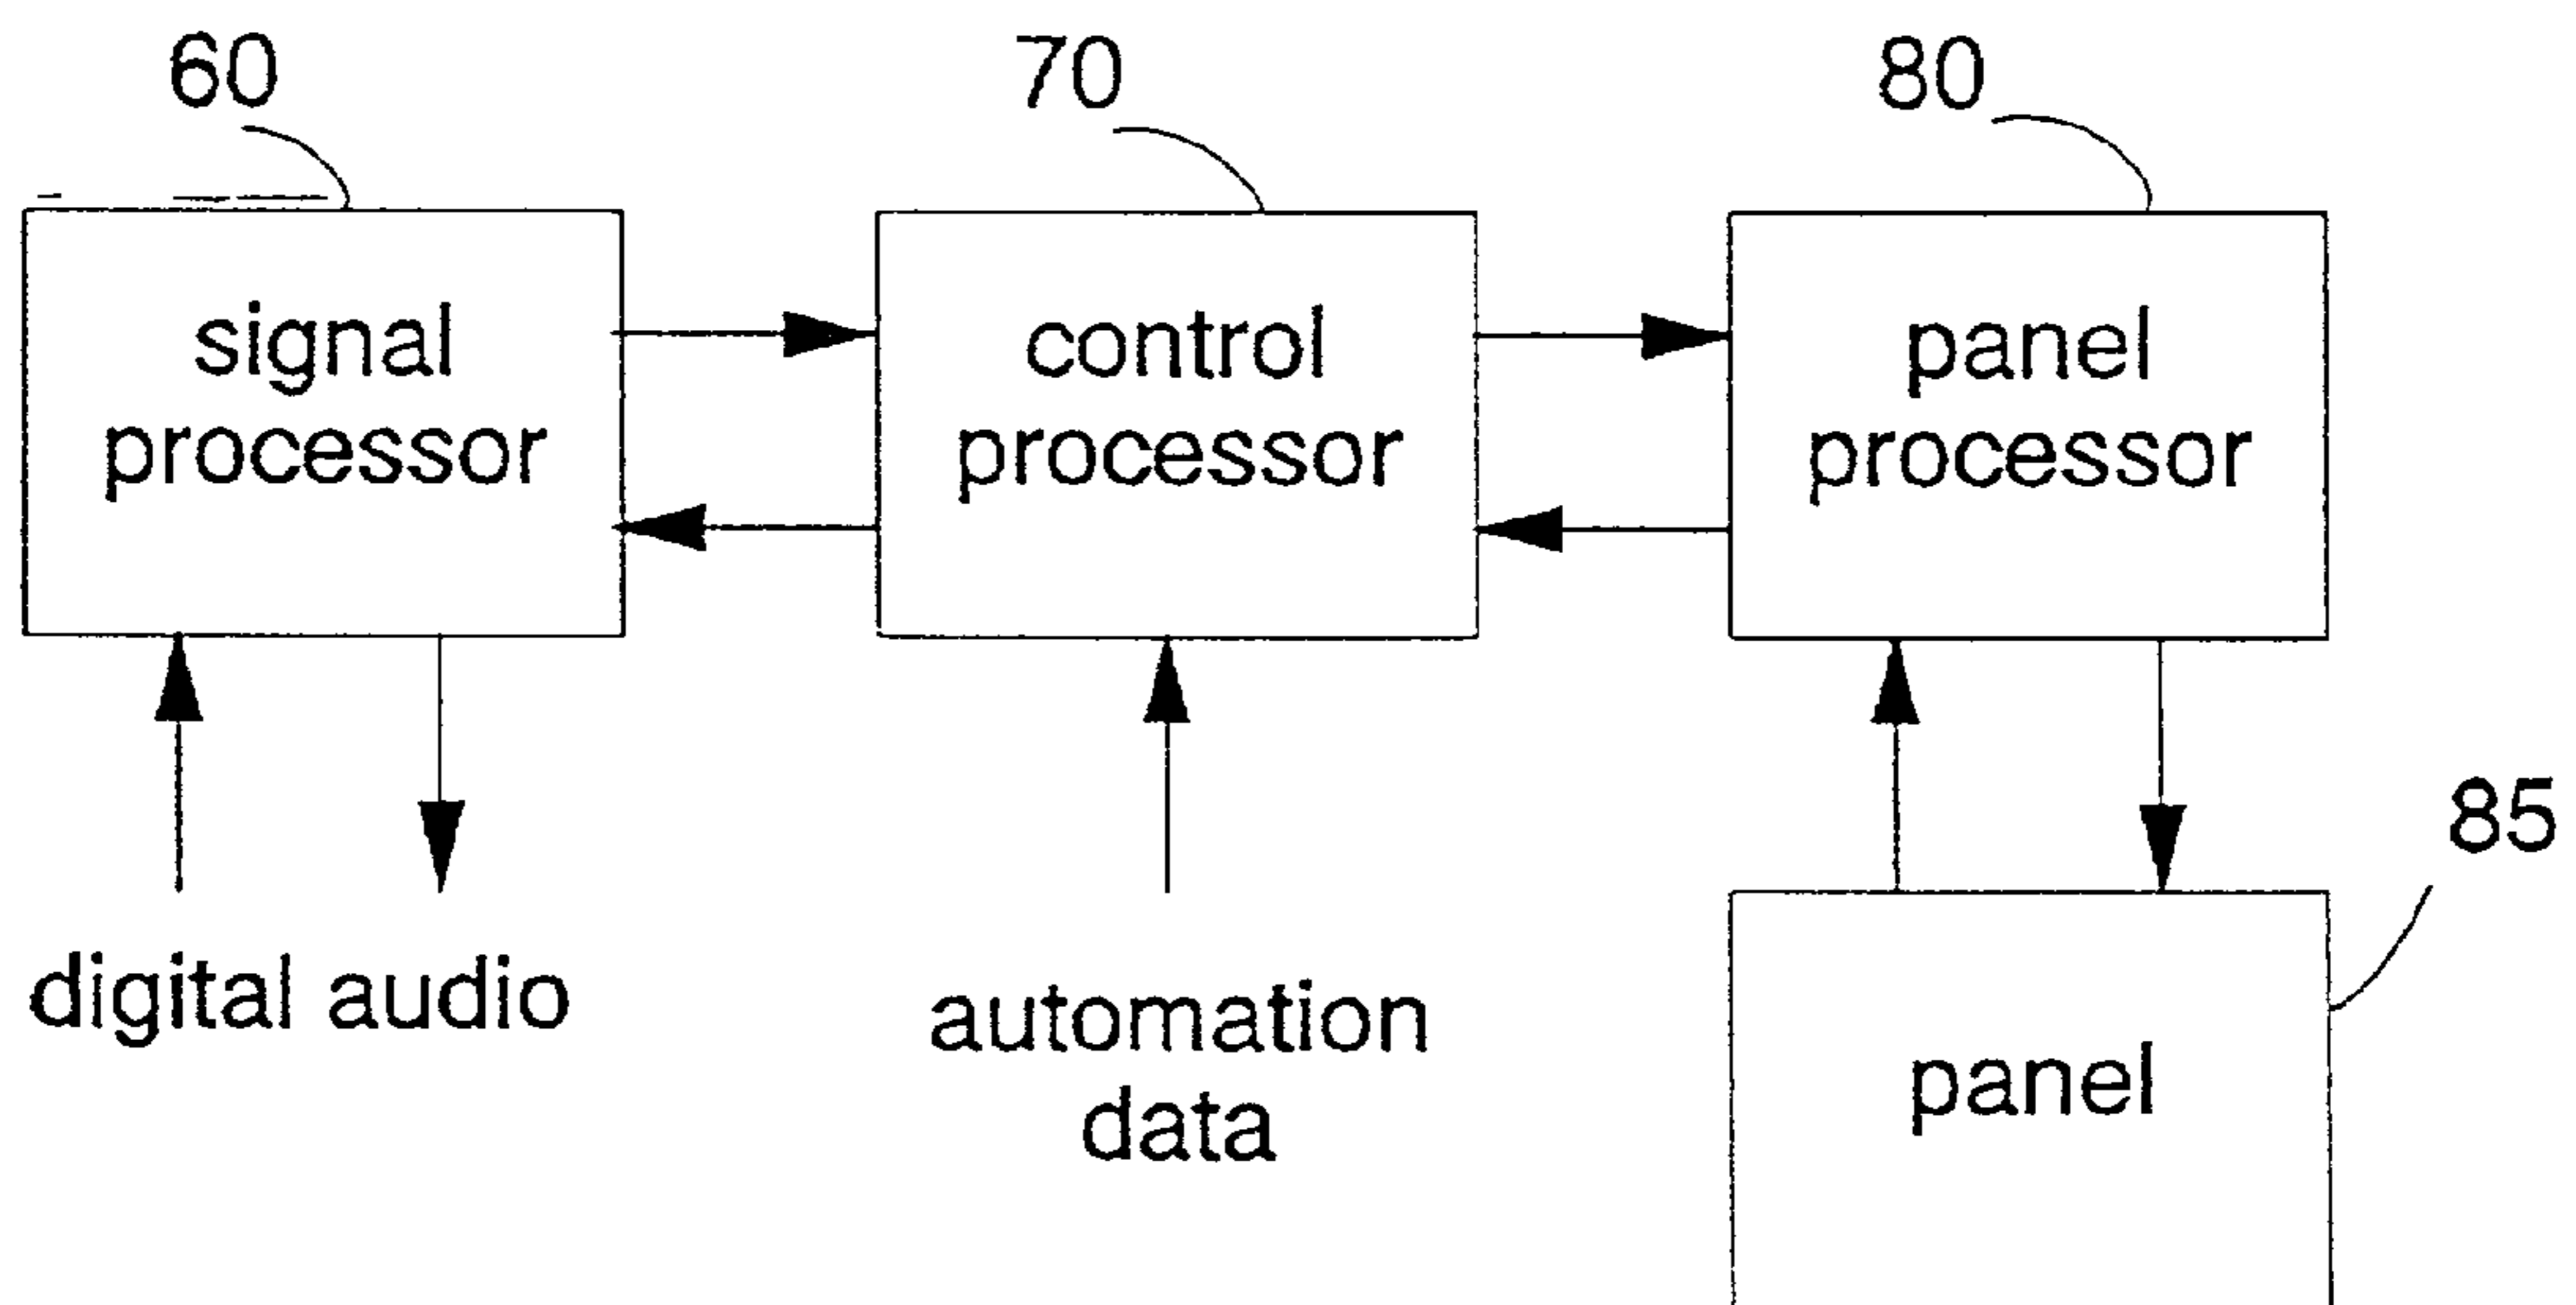 60
70
80
signal
processor
control
processor
panel
processor
85
digital audio
automation
data
panel